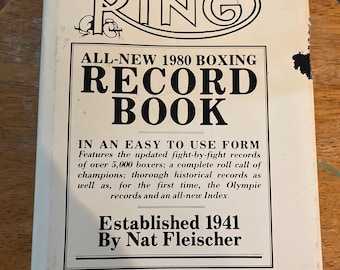 RING
ALL-NEW 1980 BOXING
RECORD
BOOK
IN AN EASY TO USE FORM
Features the updated fight-by-fight records
of over 5,000 boxers; a complete roll call of
champions; thorough historical records as
well as, for the first time, the Olympic
records and an all-new Index
Established 1941
By Nat Fleischer